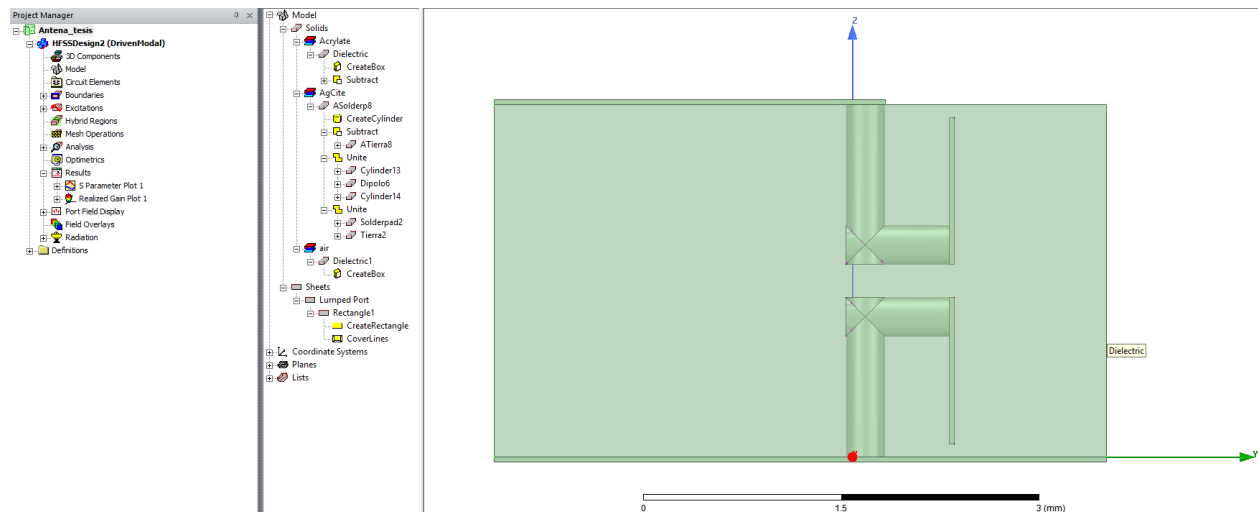 Project Manager
Antena_tesis
HFSSDesign2 (DrivenModal)
3D Components
Model
Circuit Elements
Boundaries
Excitations
Hybrid Regions
Mesh Operations
Analysis
Optimetrics
Results
S Parameter Plot 1
Realized Gain Plot 1
Port Field Display
Field Overlays
Radiation
Definitions
Model
Solids
Acrylate
Dielectric
CreateBox
Subtract
AgCite
ASolderp8
CreateCylinder
Subtract
ATierra8
Unite
Cylinder13
Dipolo6
Cylinder14
Unite
Solderpad2
Tierra2
air
Dielectric1
CreateBox
Sheets
Lumped Port
Rectangle1
CreateRectangle
CoverLines
Coordinate Systems
Planes
Lists
Z
Dielectric
Y
0
1.5
3 (mm)